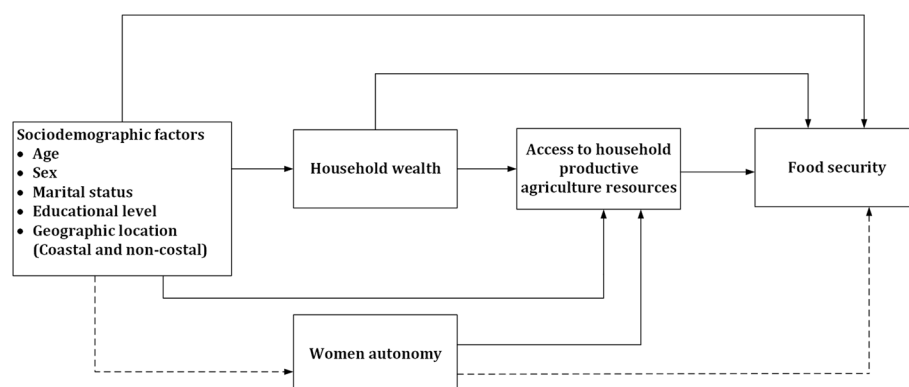 Sociodemographic factors
• Age
• Sex
• Marital status
• Educational level
• Geographic location
(Coastal and non-costal)
Household wealth
Access to household
productive
agriculture resources
Food security
Women autonomy